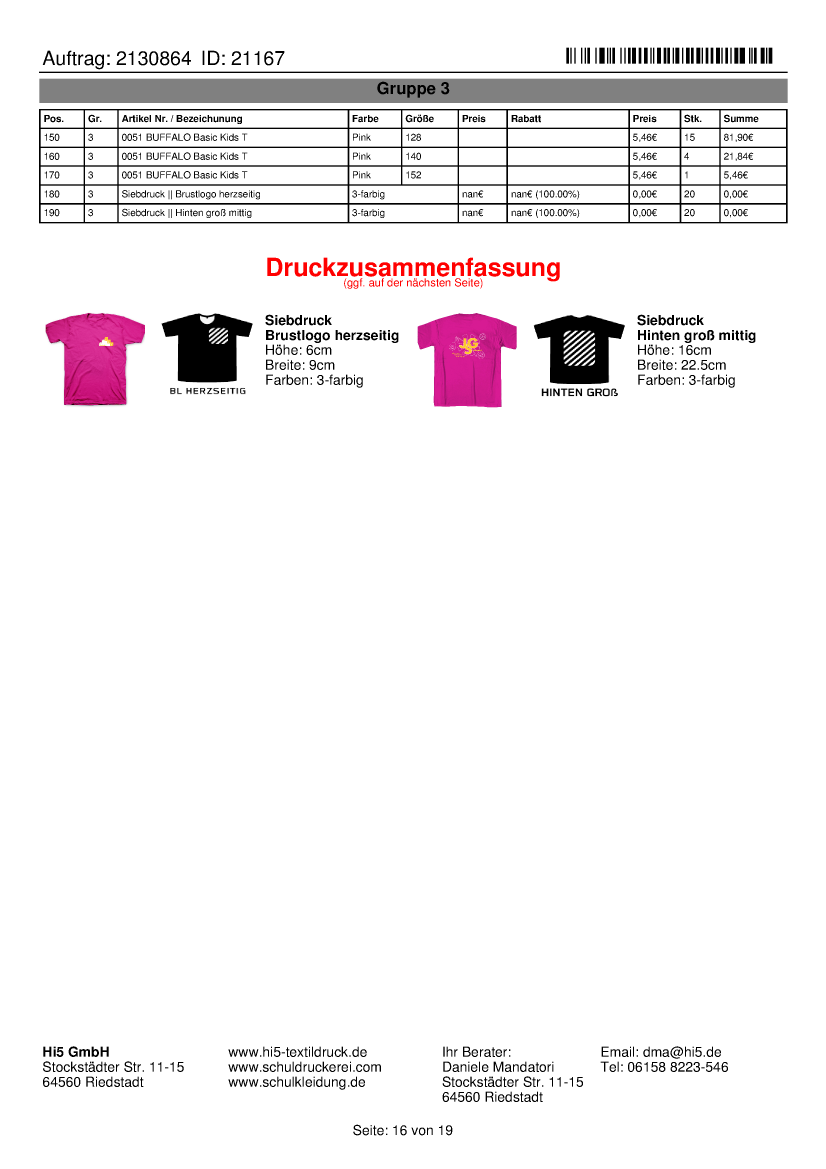 Auftrag: 2130864 ID: 21167
Gruppe 3
Pos. Gr. Artikel Nr. / Bezeichunung Farbe Größe Preis Rabatt Preis Stk. Summe
150 3 0051 BUFFALO Basic Kids T Pink 128 5,46€ 15 81,90€
160 3 0051 BUFFALO Basic Kids T Pink 140 5,46€ 4 21,84€
170 3 0051 BUFFALO Basic Kids T Pink 152 5,46€ 1 5,46€
180 3 Siebdruck || Brustlogo herzseitig 3-farbig nan€ nan€ (100.00%) 0,00€ 20 0,00€
190 3 Siebdruck || Hinten groß mittig 3-farbig nan€ nan€ (100.00%) 0,00€ 20 0,00€
Druckzusammenfassung
(ggf. auf der nächsten Seite)
Siebdruck
Brustlogo herzseitig
Höhe: 6cm
Breite: 9cm
Farben: 3-farbig
BL HERZSEITIG
JGS
Siebdruck
Hinten groß mittig
Höhe: 16cm
Breite: 22.5cm
Farben: 3-farbig
HINTEN GROß
Hi5 GmbH
Stockstädter Str. 11-15
64560 Riedstadt
www.hi5-textildruck.de
www.schuldruckerei.com
www.schulkleidung.de
Ihr Berater:
Daniele Mandatori
Stockstädter Str. 11-15
64560 Riedstadt
Email: dma@hi5.de
Tel: 06158 8223-546
Seite: 16 von 19